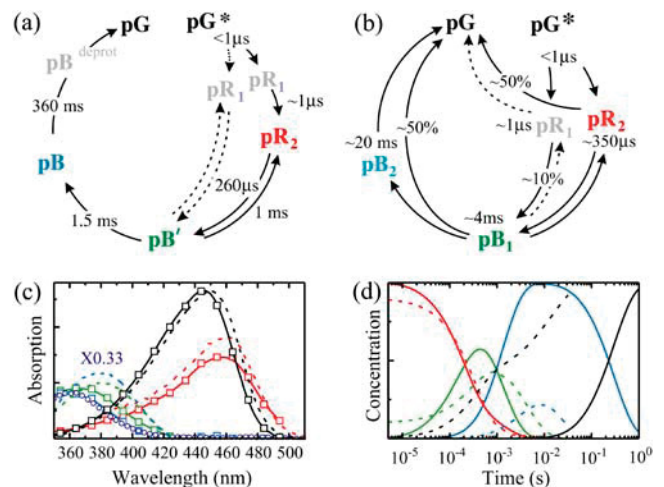 (a)
pG pG*
<1μs
pB deprot
pR1 pR1
~1μs
360 ms
pR2
pB
260μs
1.5 ms
1 ms
pB′
(b)
pG pG*
<1μs
~50%
~1μs pR1 pR2
~50%
~20 ms
~350μs
pB2
~10%
~4ms
pB1
(c)
X0.33
Absorption
360 380 400 420 440 460 480 500
Wavelength (nm)
(d)
Concentration
10⁻⁵ 10⁻⁴ 10⁻³ 10⁻² 10⁻¹ 10⁰
Time (s)